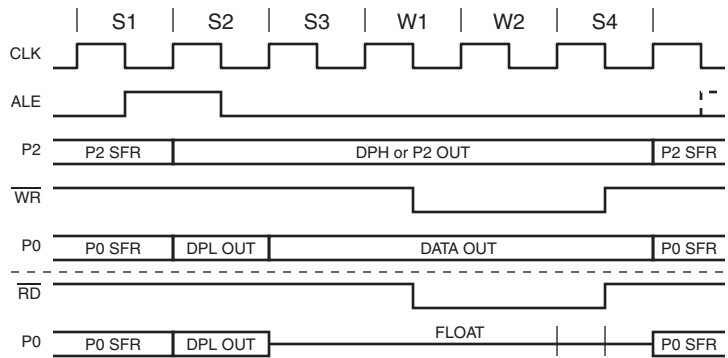 S1 S2 S3 W1 W2 S4
CLK
ALE
P2 P2 SFR DPH or P2 OUT P2 SFR
WR
P0 P0 SFR DPL OUT DATA OUT P0 SFR
RD
P0 P0 SFR DPL OUT FLOAT P0 SFR